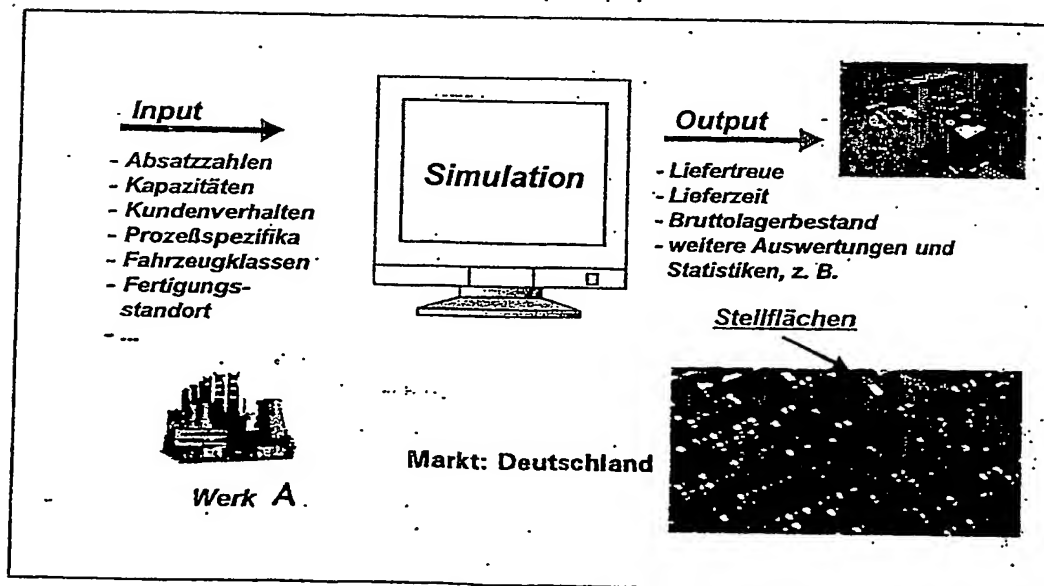 Input
- Absatzzahlen
- Kapazitäten
- Kundenverhalten
- Prozeßspezifika
- Fahrzeugklassen
- Fertigungs-
standort
- ...
Simulation
Output
- Liefertreue
- Lieferzeit
- Bruttolagerbestand
- weitere Auswertungen und
Statistiken, z. B.
Stellflächen
Werk A
Markt: Deutschland